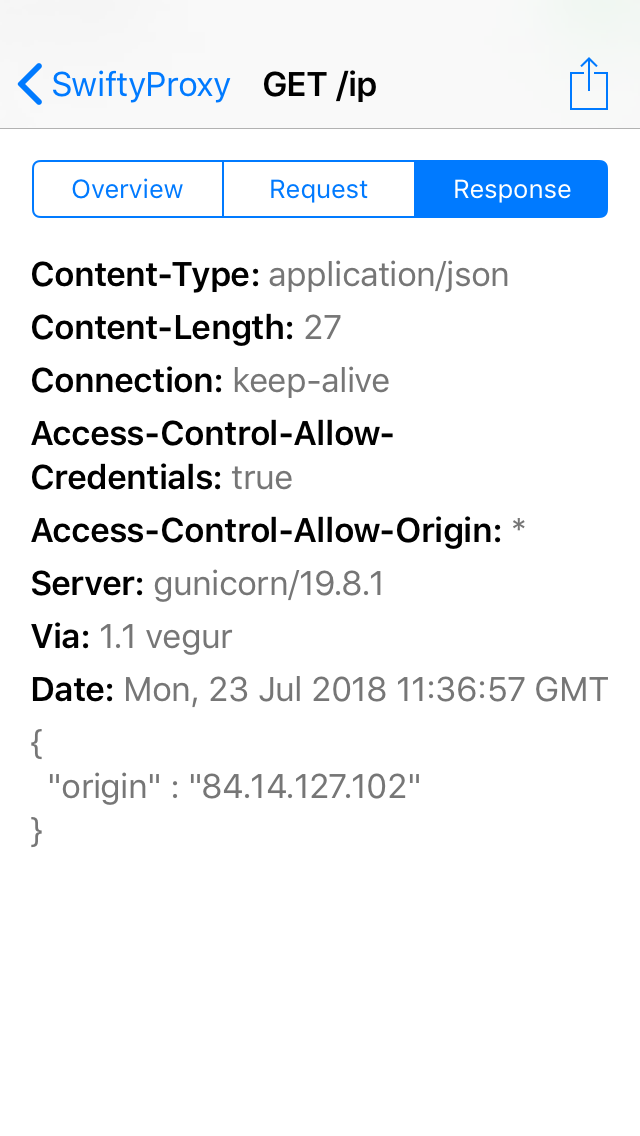 SwiftyProxy GET /ip
Overview Request Response
Content-Type: application/json
Content-Length: 27
Connection: keep-alive
Access-Control-Allow-
Credentials: true
Access-Control-Allow-Origin: *
Server: gunicorn/19.8.1
Via: 1.1 vegur
Date: Mon, 23 Jul 2018 11:36:57 GMT
{
"origin" : "84.14.127.102"
}